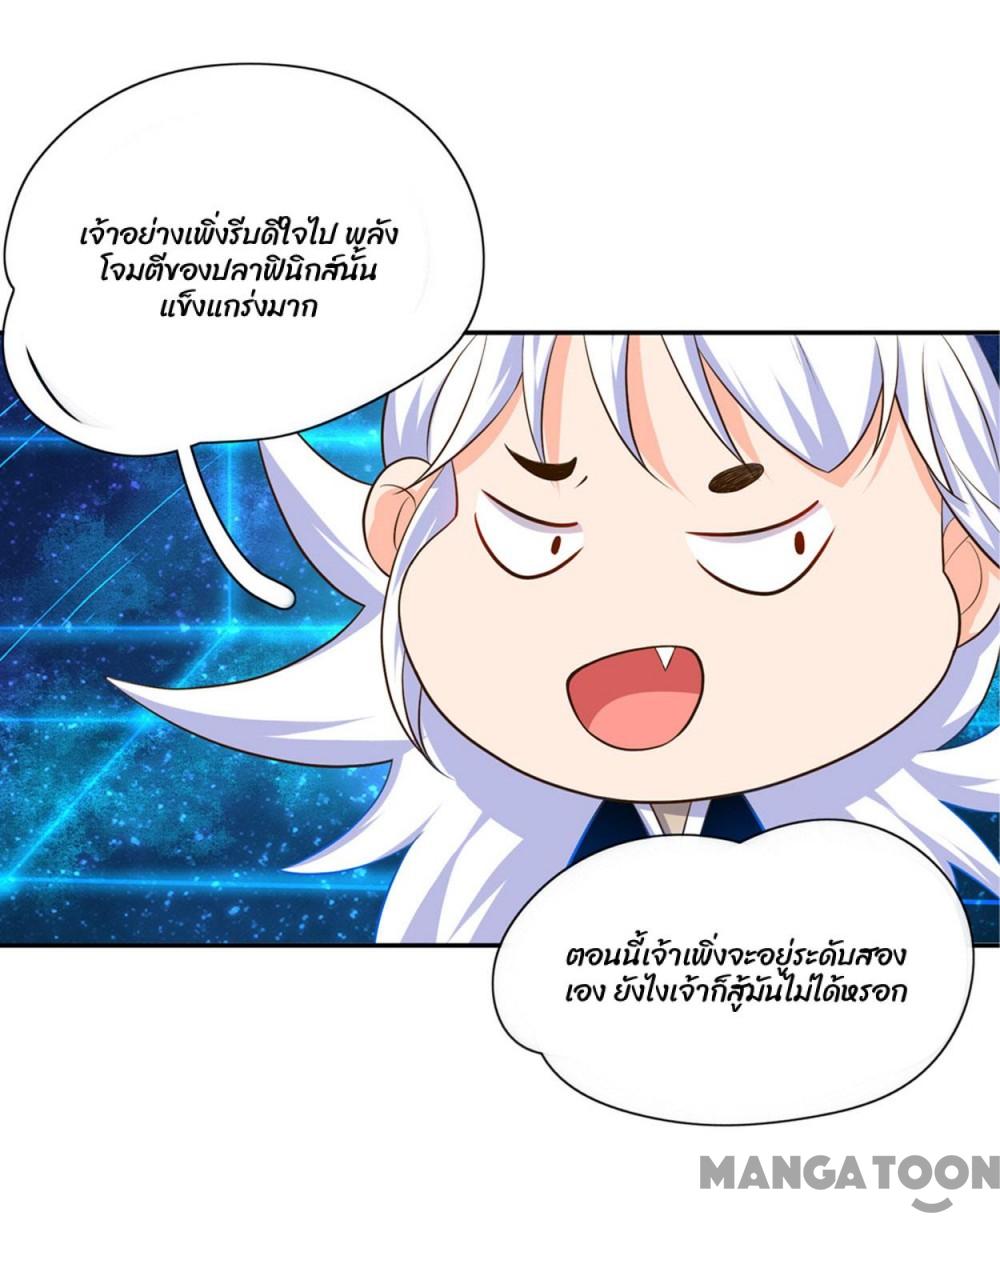 เจ้าอย่างเพิ่งรีบดีใจไป พลัง
โจมตีของปลาฟินิกส์นั้น
แข็งแกร่งมาก
ตอนนี้เจ้าเพิ่งจะอยู่ระดับสอง
เอง ยังไงเจ้าก็สู้มันไม่ได้หรอก
MANGA TOON